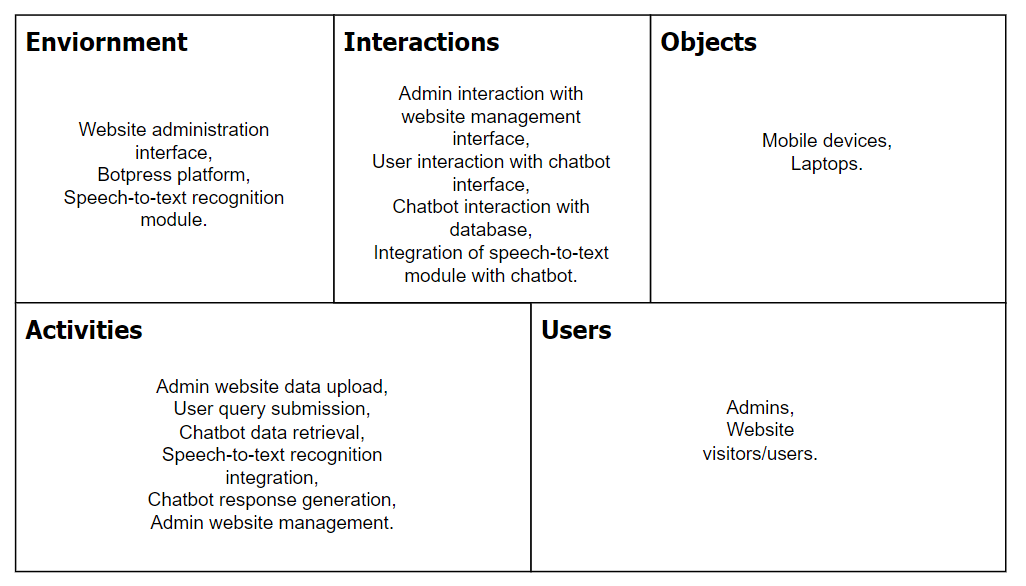 Enviornment
Website administration
interface,
Botpress platform,
Speech-to-text recognition
module.
Interactions
Admin interaction with
website management
interface,
User interaction with chatbot
interface,
Chatbot interaction with
database,
Integration of speech-to-text
module with chatbot.
Objects
Mobile devices,
Laptops.
Activities
Admin website data upload,
User query submission,
Chatbot data retrieval,
Speech-to-text recognition
integration,
Chatbot response generation,
Admin website management.
Users
Admins,
Website
visitors/users.